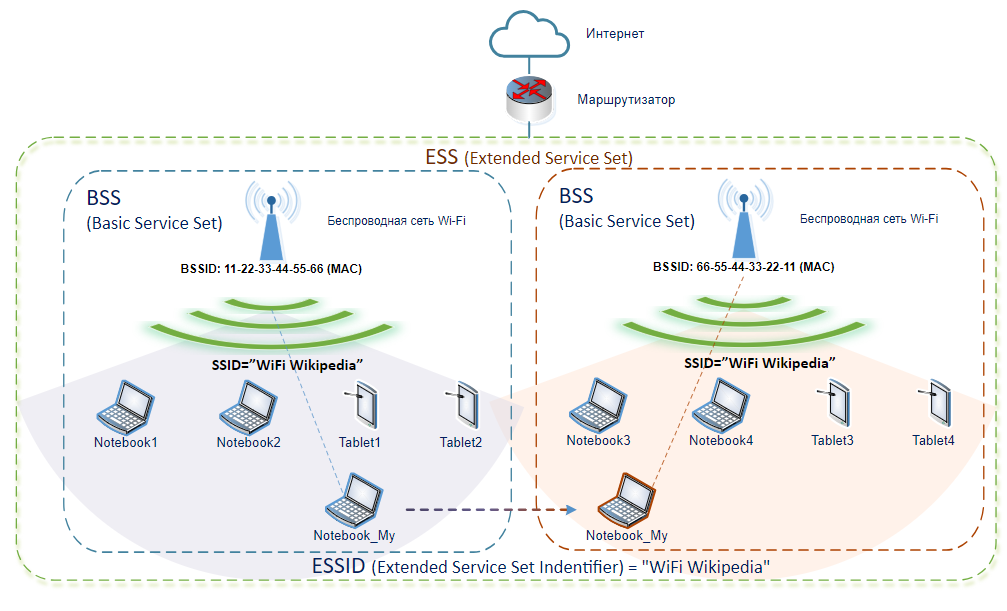 Интернет
Маршрутизатор
ESS (Extended Service Set)
BSS
(Basic Service Set)
Беспроводная сеть Wi-Fi
BSSID: 11-22-33-44-55-66 (MAC)
SSID=”WiFi Wikipedia”
Notebook1
Notebook2
Tablet1
Tablet2
Notebook_My
BSS
(Basic Service Set)
Беспроводная сеть Wi-Fi
BSSID: 66-55-44-33-22-11 (MAC)
SSID=”WiFi Wikipedia”
Notebook3
Notebook4
Tablet3
Tablet4
Notebook_My
ESSID (Extended Service Set Indentifier) = "WiFi Wikipedia"